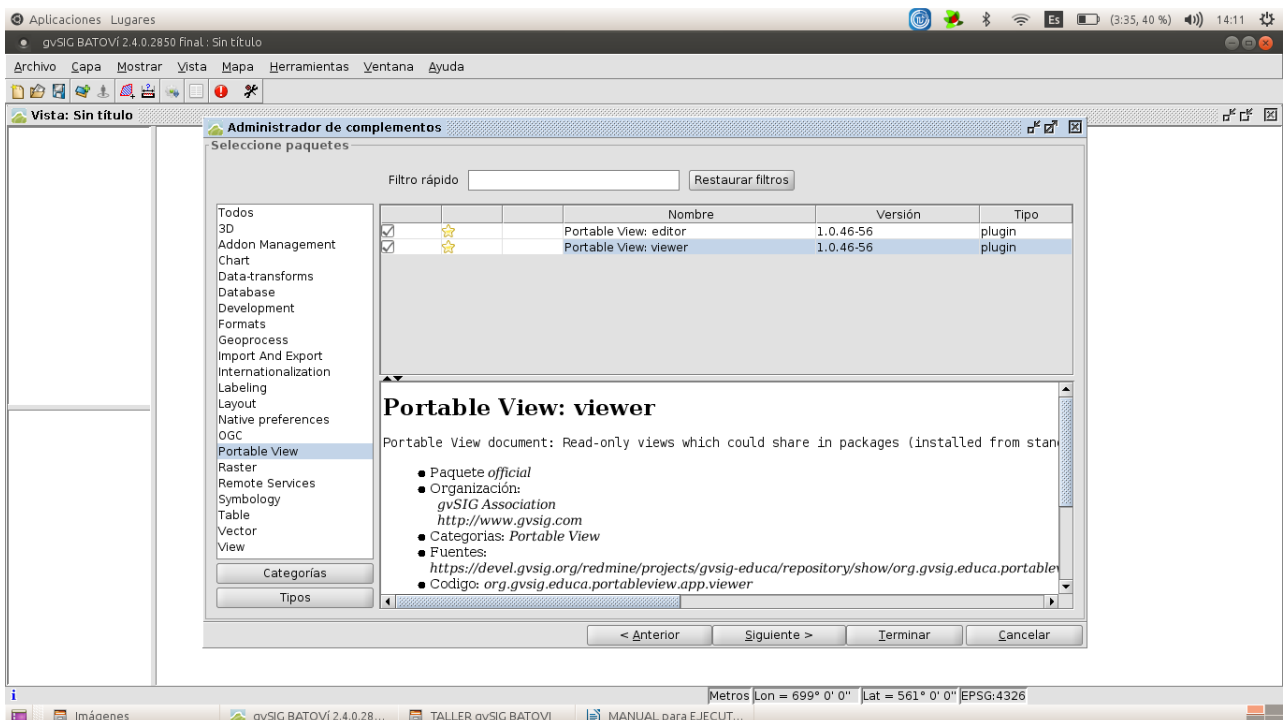 Aplicaciones Lugares
Es (3:35, 40 %) 14:11
gvSIG BATOVÍ 2.4.0.2850 final : Sin título
Archivo Capa Mostrar Vista Mapa Herramientas Ventana Ayuda
Vista: Sin título
Administrador de complementos
Seleccione paquetes
Filtro rápido
Restaurar filtros
Todos
3D
Addon Management
Chart
Data-transforms
Database
Development
Formats
Geoprocess
Import And Export
Internationalization
Labeling
Layout
Native preferences
OGC
Portable View
Raster
Remote Services
Symbology
Table
Vector
View
Categorías
Tipos
Nombre Versión Tipo
Portable View: editor 1.0.46-56 plugin
Portable View: viewer 1.0.46-56 plugin
Portable View: viewer
Portable View document: Read-only views which could share in packages (installed from stan
Paquete official
Organización:
gvSIG Association
http://www.gvsig.com
Categorias: Portable View
Fuentes:
https://devel.gvsig.org/redmine/projects/gvsig-educa/repository/show/org.gvsig.educa.portablev
Codigo: org.gvsig.educa.portableview.app.viewer
< Anterior Siguiente > Terminar Cancelar
Metros Lon = 699° 0' 0" Lat = 561° 0' 0" EPSG:4326
Imágenes gvSIG BATOVÍ 2.4.0.28... TALLER gvSIG BATOVI MANUAL para EJECUT...